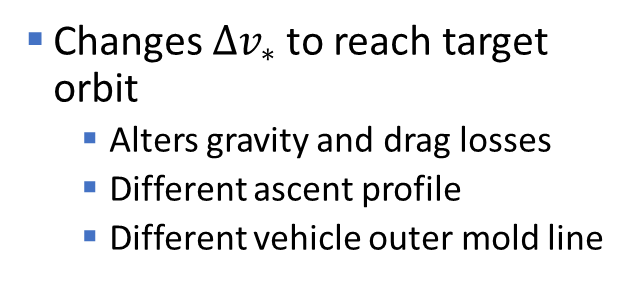 ▪ Changes Δ𝑣∗ to reach target
orbit
▪ Alters gravity and drag losses
▪ Different ascent profile
▪ Different vehicle outer mold line